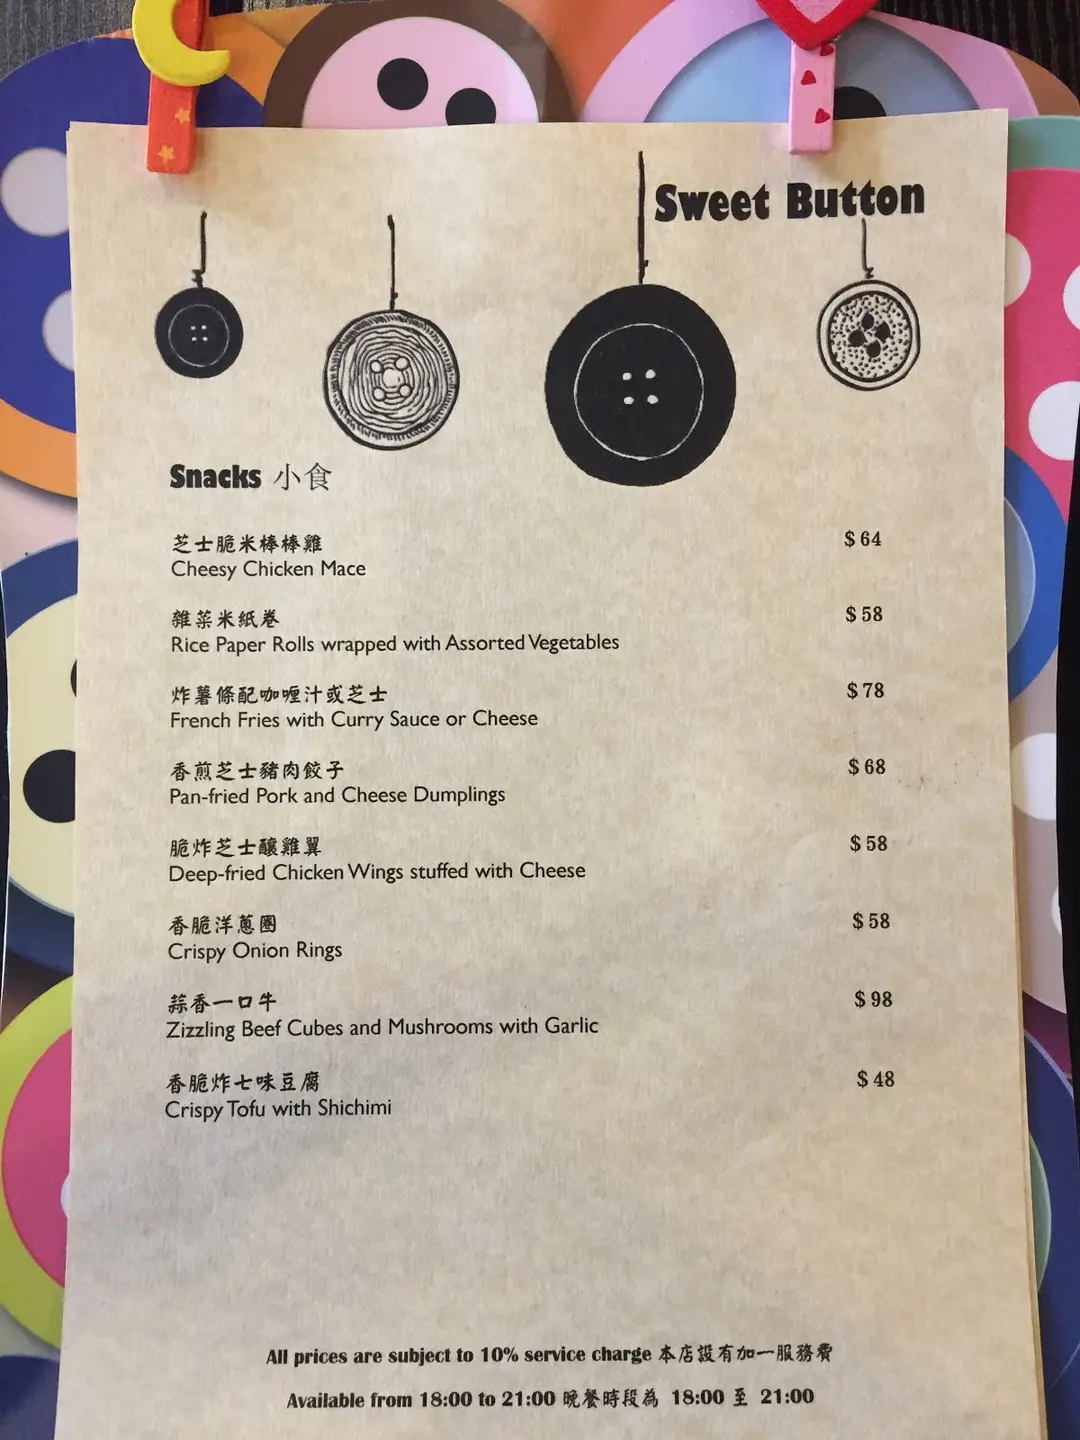 Sweet Button
Snacks 小食
芝士脆米棒棒雞 $ 64
Cheesy Chicken Mace
雜菜米紙卷 $ 58
Rice Paper Rolls wrapped with Assorted Vegetables
炸薯條配咖喱汁或芝士 $ 78
French Fries with Curry Sauce or Cheese
香煎芝士豬肉餃子 $ 68
Pan-fried Pork and Cheese Dumplings
脆炸芝士釀雞翼 $ 58
Deep-fried Chicken Wings stuffed with Cheese
香脆洋蔥圈 $ 58
Crispy Onion Rings
蒜香一口牛 $ 98
Zizzling Beef Cubes and Mushrooms with Garlic
香脆炸七味豆腐 $ 48
Crispy Tofu with Shichimi
All prices are subject to 10% service charge 本店設有加一服務費
Available from 18:00 to 21:00 晚餐時段為 18:00 至 21:00